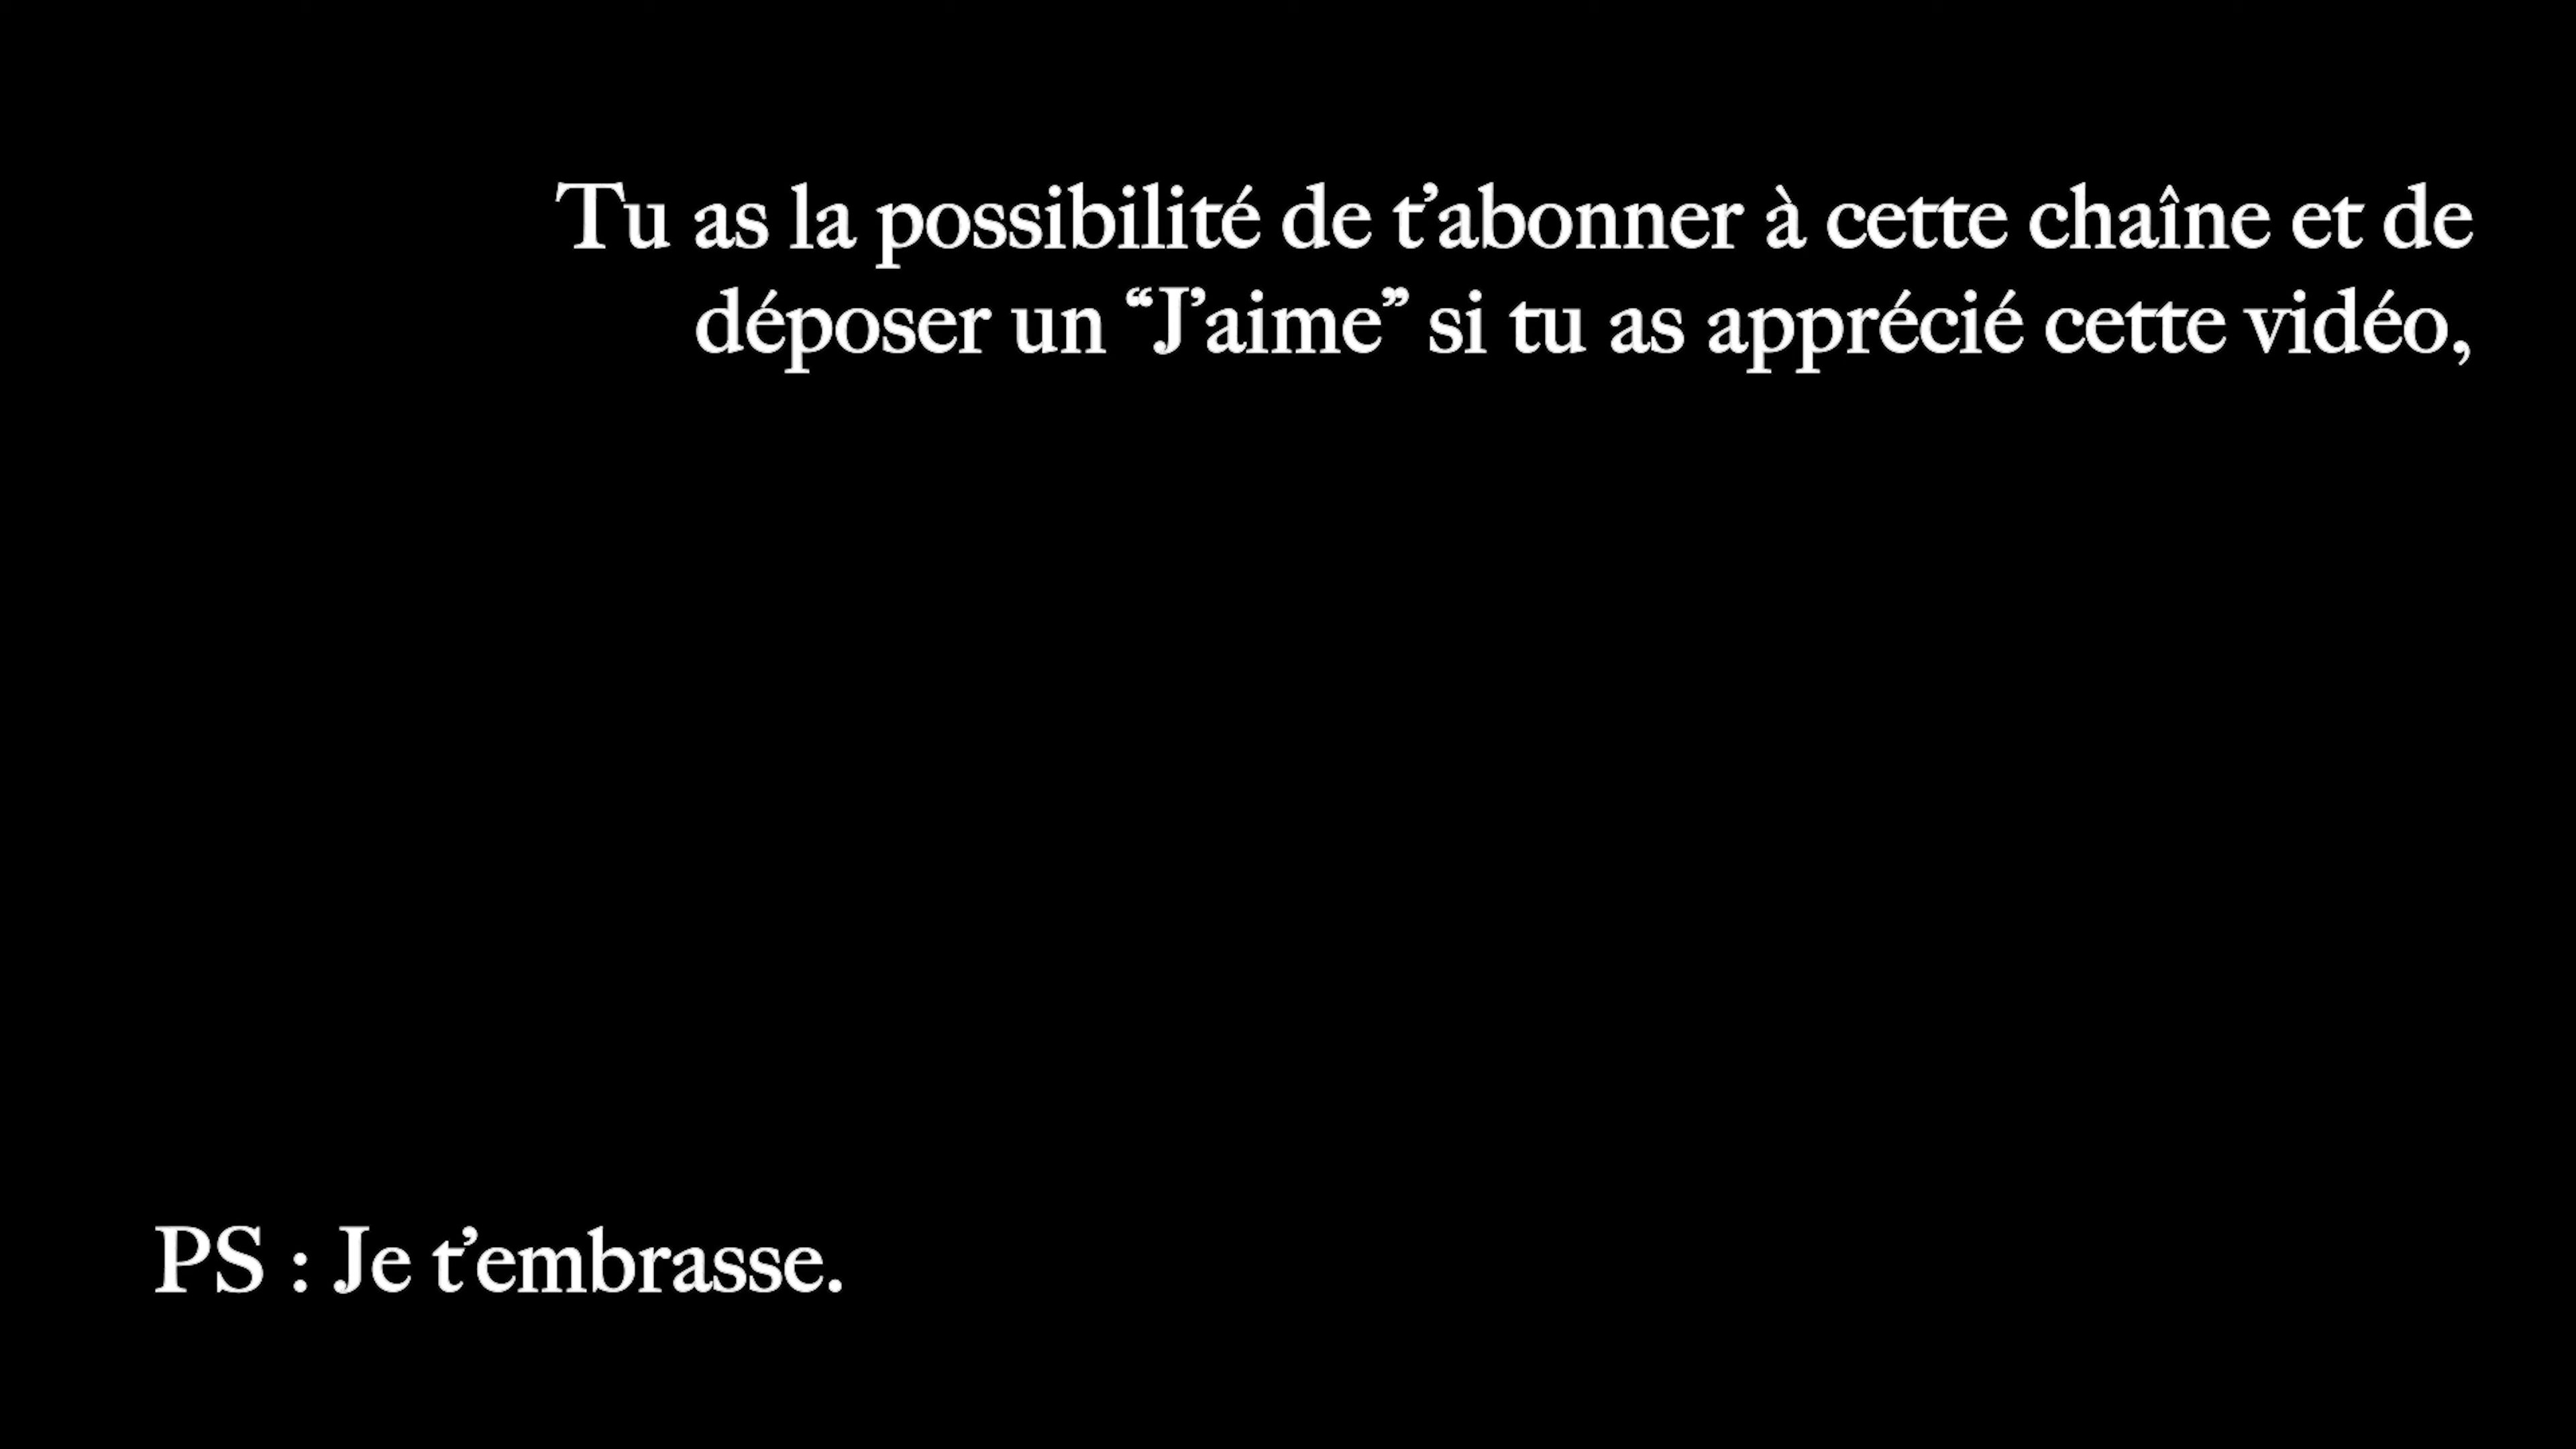 Tu as la possibilité de t’abonner à cette chaîne et de
déposer un “J’aime” si tu as apprécié cette vidéo,
PS : Je t’embrasse.